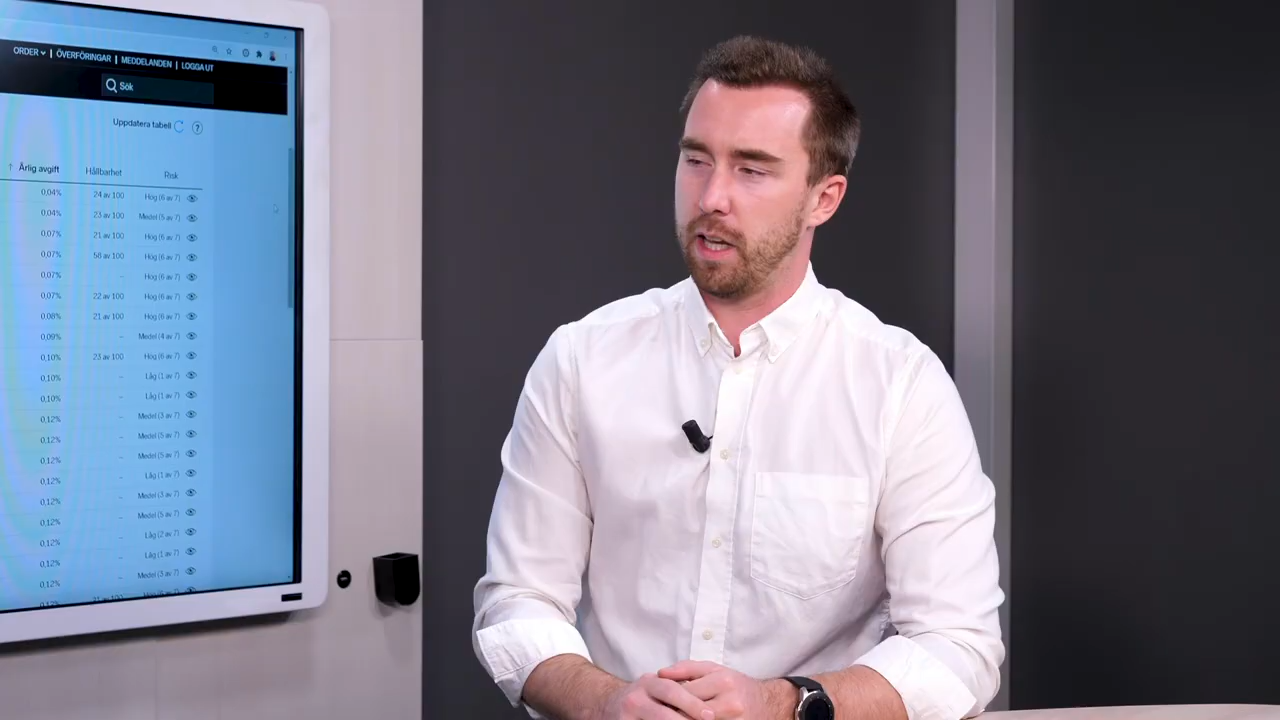 ORDER | ÖVERFÖRINGAR | MEDDELANDEN | LOGGA UT
Sök
Uppdatera tabell ?
↑ Årlig avgift Hållbarhet Risk
0,04% 24 av 100 Hög (6 av 7)
0,04% 23 av 100 Medel (5 av 7)
0,07% 21 av 100 Hög (6 av 7)
0,07% 58 av 100 Hög (6 av 7)
0,07% – Hög (6 av 7)
0,07% 22 av 100 Hög (6 av 7)
0,08% 21 av 100 Hög (6 av 7)
0,09% – Medel (4 av 7)
0,10% 23 av 100 Hög (6 av 7)
0,10% – Låg (1 av 7)
0,10% – Låg (1 av 7)
0,12% – Medel (3 av 7)
0,12% – Medel (5 av 7)
0,12% – Medel (5 av 7)
0,12% – Låg (1 av 7)
0,12% – Medel (3 av 7)
0,12% – Medel (5 av 7)
0,12% – Låg (2 av 7)
0,12% – Låg (1 av 7)
0,12% – Medel (3 av 7)